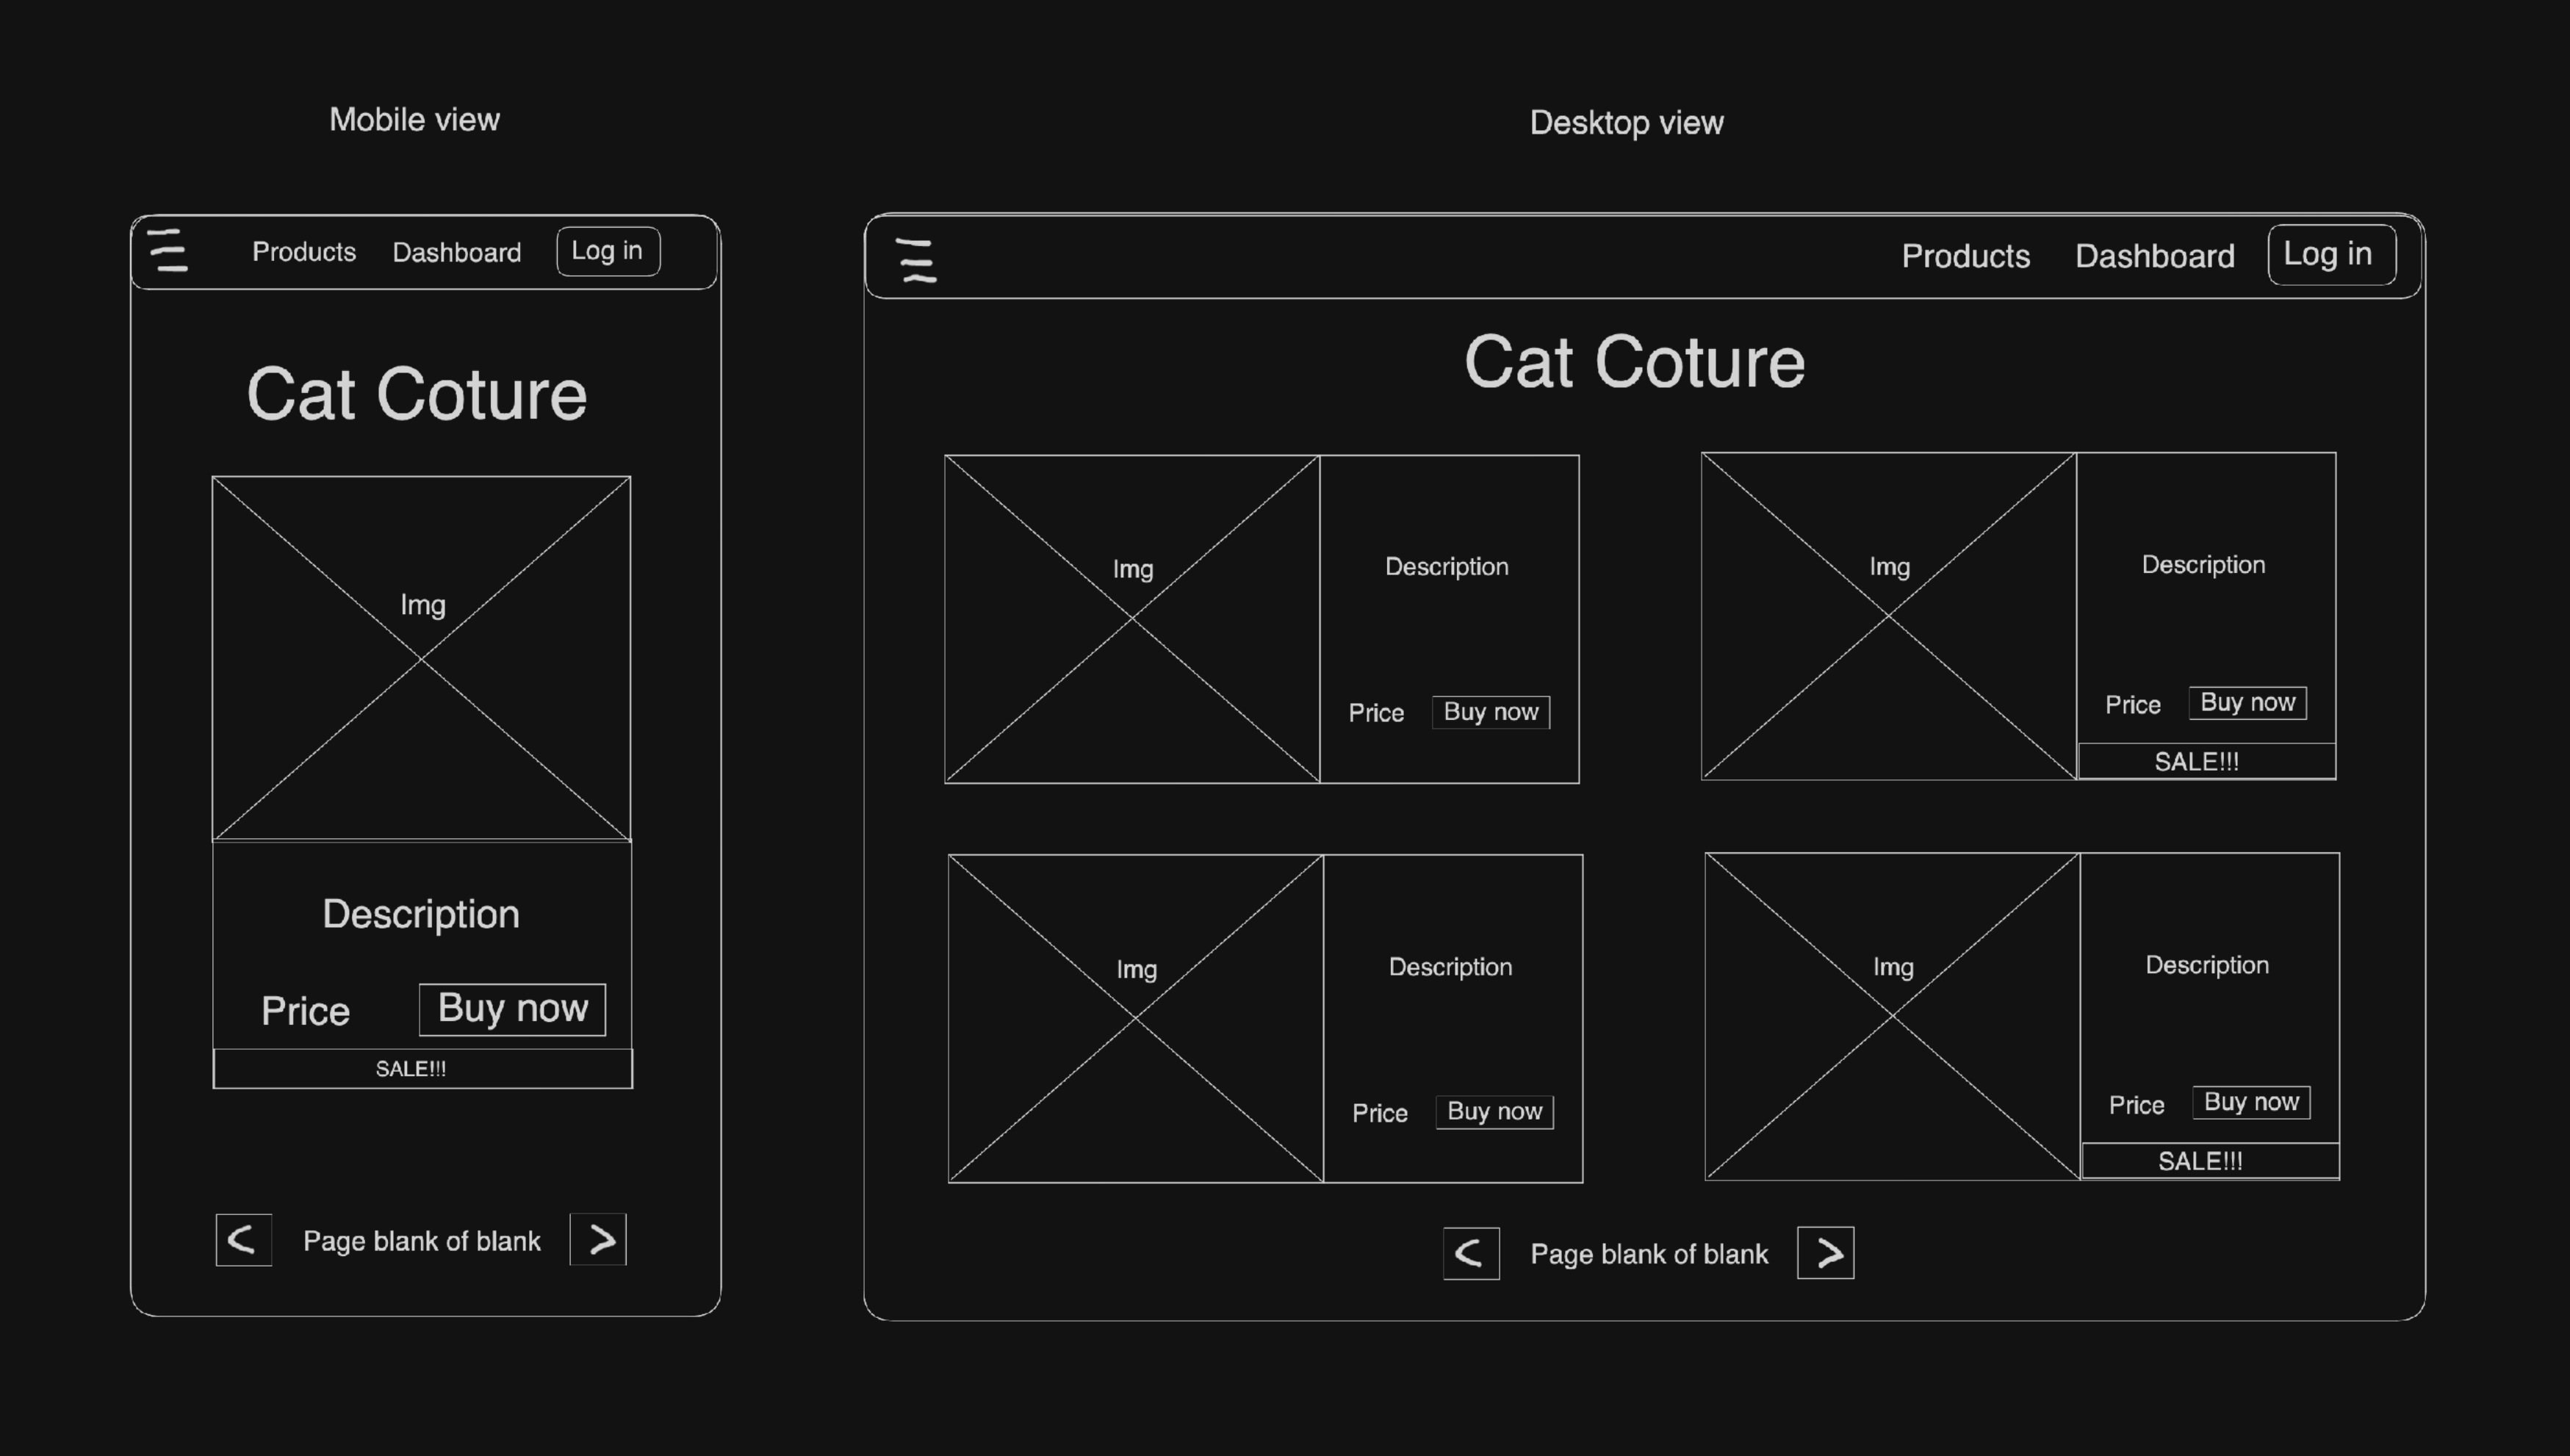 Mobile view
Products Dashboard Log in
Cat Coture
Img
Description
Price Buy now
SALE!!!
< Page blank of blank >
Desktop view
Products Dashboard Log in
Cat Coture
Img Description
Price Buy now
Img Description
Price Buy now
SALE!!!
Img Description
Price Buy now
Img Description
Price Buy now
SALE!!!
< Page blank of blank >